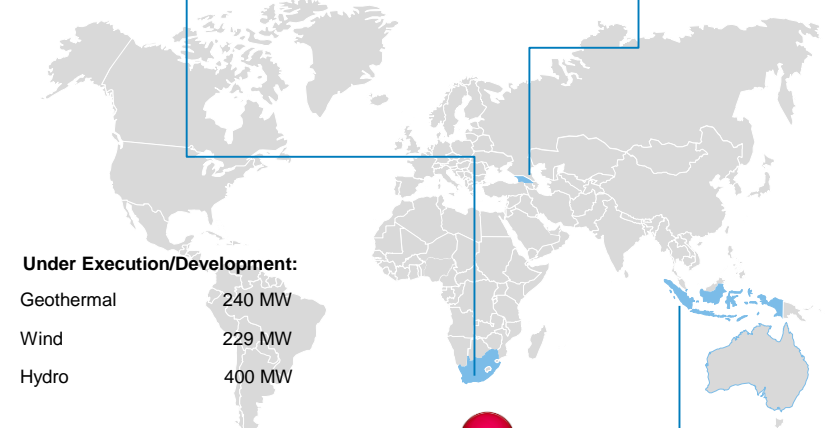 Under Execution/Development:
Geothermal 240 MW
Wind 229 MW
Hydro 400 MW